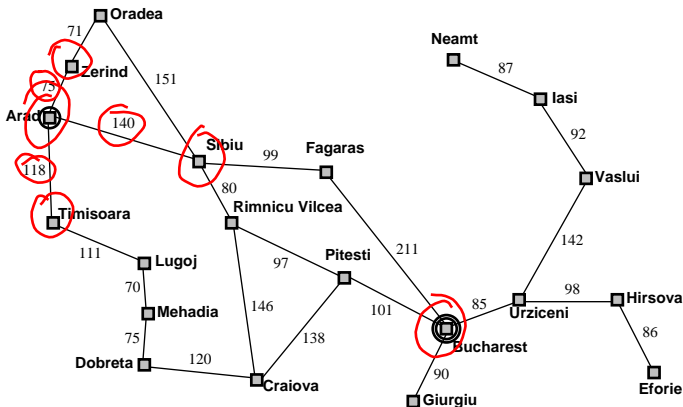 Oradea
71
Neamt
87
Zerind
151
75
Iasi
Arad
140
92
Sibiu
99
Fagaras
118
80
Vaslui
Timisoara
Rimnicu Vilcea
111
97
Pitesti
211
142
Lugoj
70
146
101
85
98
Hirsova
Mehadia
Urziceni
75
138
86
120
Bucharest
Dobreta
90
Craiova
Eforie
Giurgiu